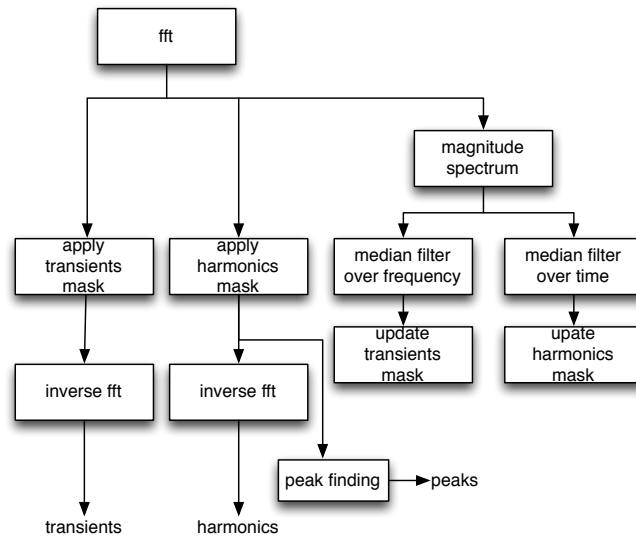 fft
magnitude
spectrum
apply
transients
mask
apply
harmonics
mask
median filter
over frequency
median filter
over time
update
transients
mask
upate
harmonics
mask
inverse fft
inverse fft
peak finding
peaks
transients
harmonics